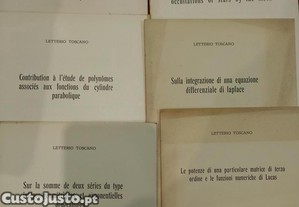 LETTERIO TOSCANO
Contribution à l'étude de polynômes
associés aux fonctions du cylindre
parabolique
LETTERIO TOSCANO
Sulla integrazione di una equazione
differenziale di laplace
LETTERIO TOSCANO
Sur la somme de deux séries du type
exponentielles
LETTERIO TOSCANO
Le potenze di una particolare matrice di terzo
ordine e le funzioni numeriche di Lucas
CustoJusto.pt